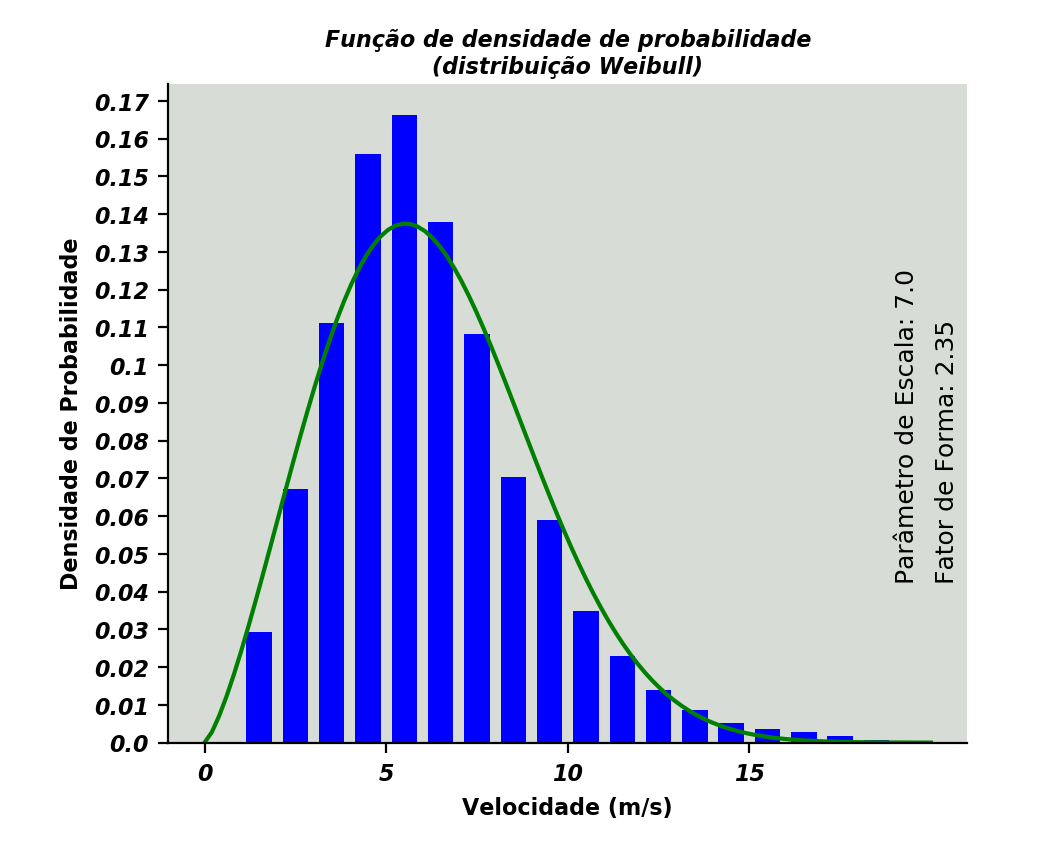 Função de densidade de probabilidade
(distribuição Weibull)
Densidade de Probabilidade
0.17
0.16
0.15
0.14
0.13
0.12
0.11
0.1
0.09
0.08
0.07
0.06
0.05
0.04
0.03
0.02
0.01
0.0
Parâmetro de Escala: 7.0
Fator de Forma: 2.35
0 5 10 15
Velocidade (m/s)